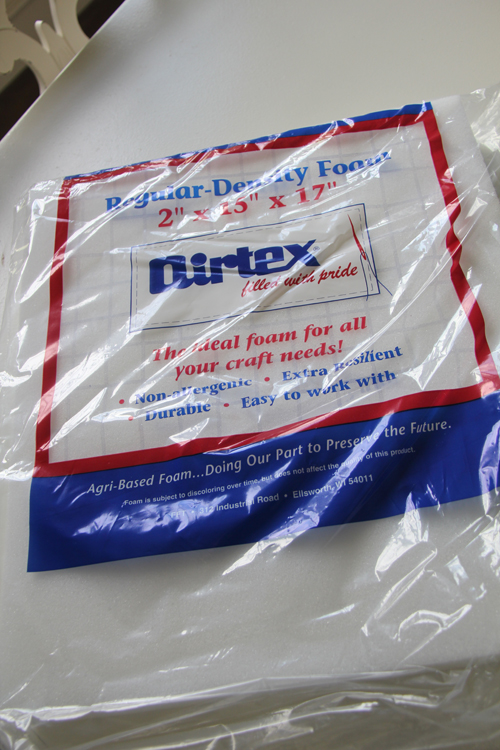 Regular-Density Foam
2" x 15" x 17"
Airtex
filled with pride
The ideal foam for all
your craft needs!
• Non-allergenic • Extra Resilient
• Durable • Easy to work with
Agri-Based Foam...Doing Our Part to Preserve the Future.
Foam is subject to discoloring over time, but does not affect the of this product.
Industrial Road • Ellsworth, WI 54011